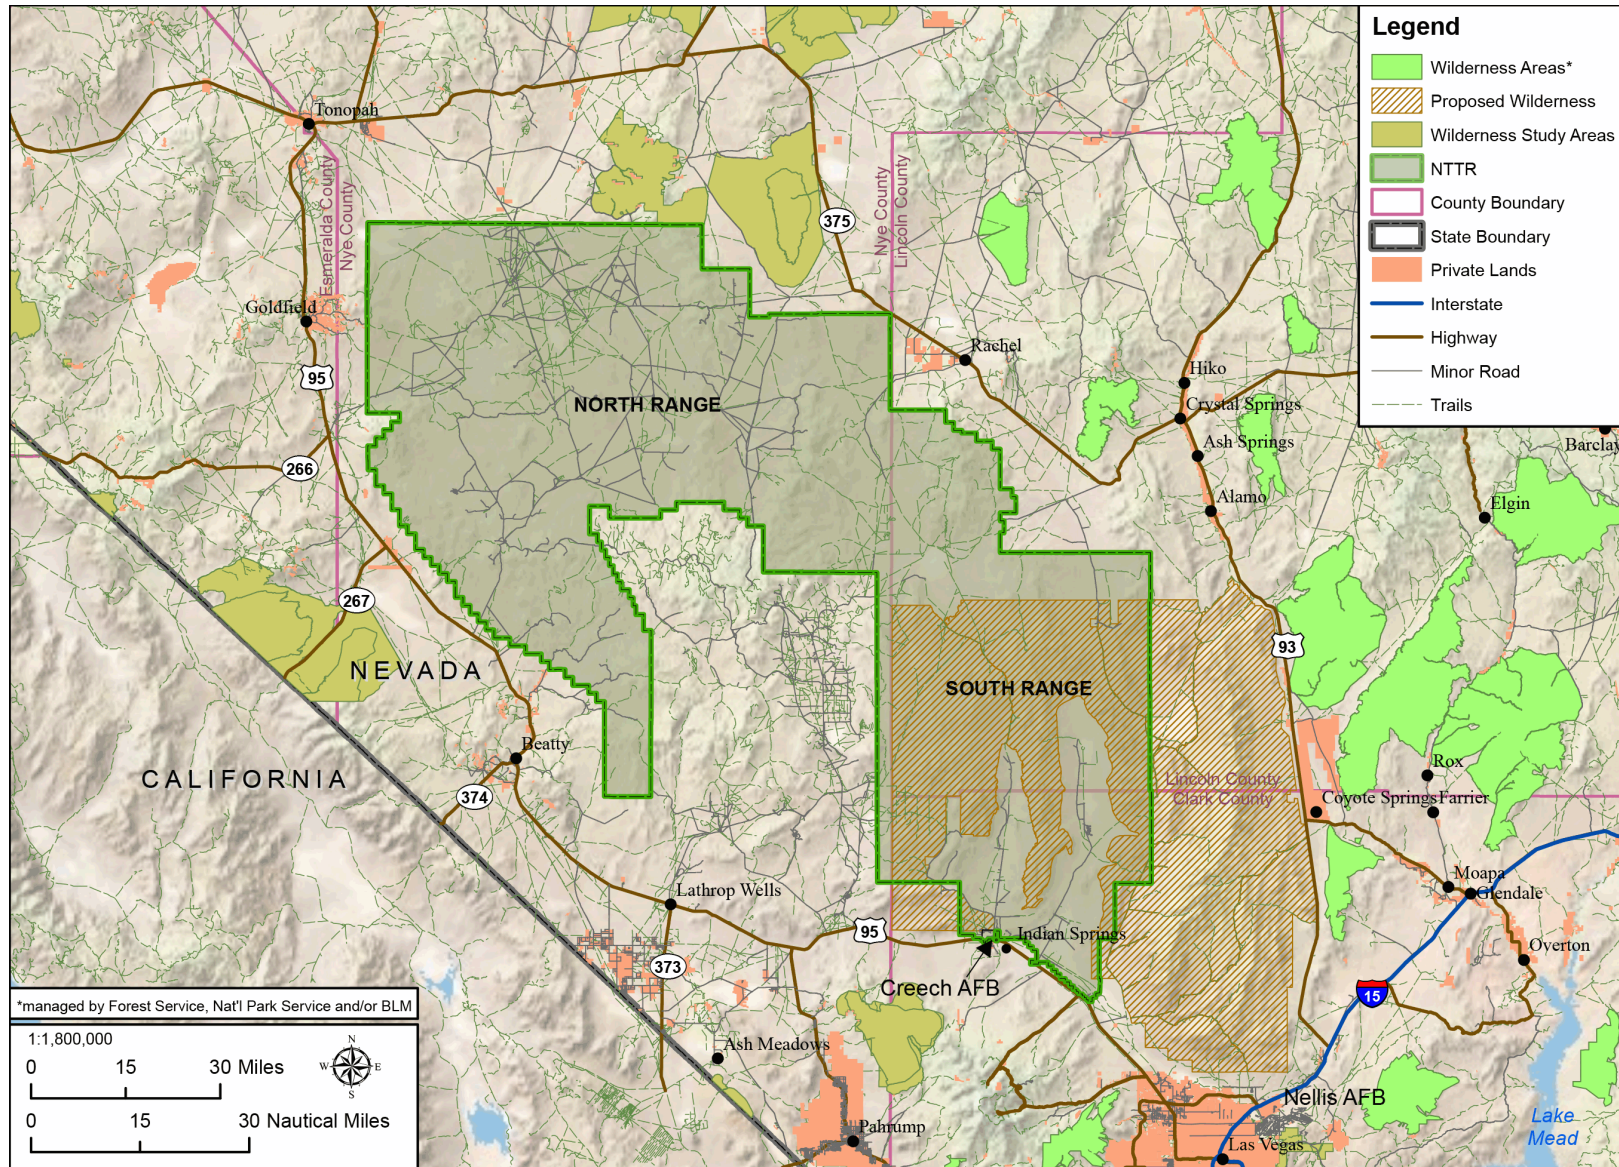 Legend
Wilderness Areas*
Proposed Wilderness
Wilderness Study Areas
NTTR
County Boundary
State Boundary
Private Lands
Interstate
Highway
Minor Road
Trails
Tonopah
Esmeralda County
Nye County
375
Nye County
Lincoln County
Goldfield
95
Rachel
Hiko
Crystal Springs
NORTH RANGE
Ash Springs
Barclay
266
Alamo
Elgin
267
93
NEVADA
SOUTH RANGE
Beatty
CALIFORNIA
Lincoln County
Clark County
Rox
374
Coyote Springs
Farrier
Moapa
Glendale
Lathrop Wells
95
Indian Springs
Overton
373
Creech AFB
15
*managed by Forest Service, Nat'l Park Service and/or BLM
1:1,800,000
0 15 30 Miles
0 15 30 Nautical Miles
N
W E
S
Ash Meadows
Nellis AFB
Pahrump
Las Vegas
Lake
Mead